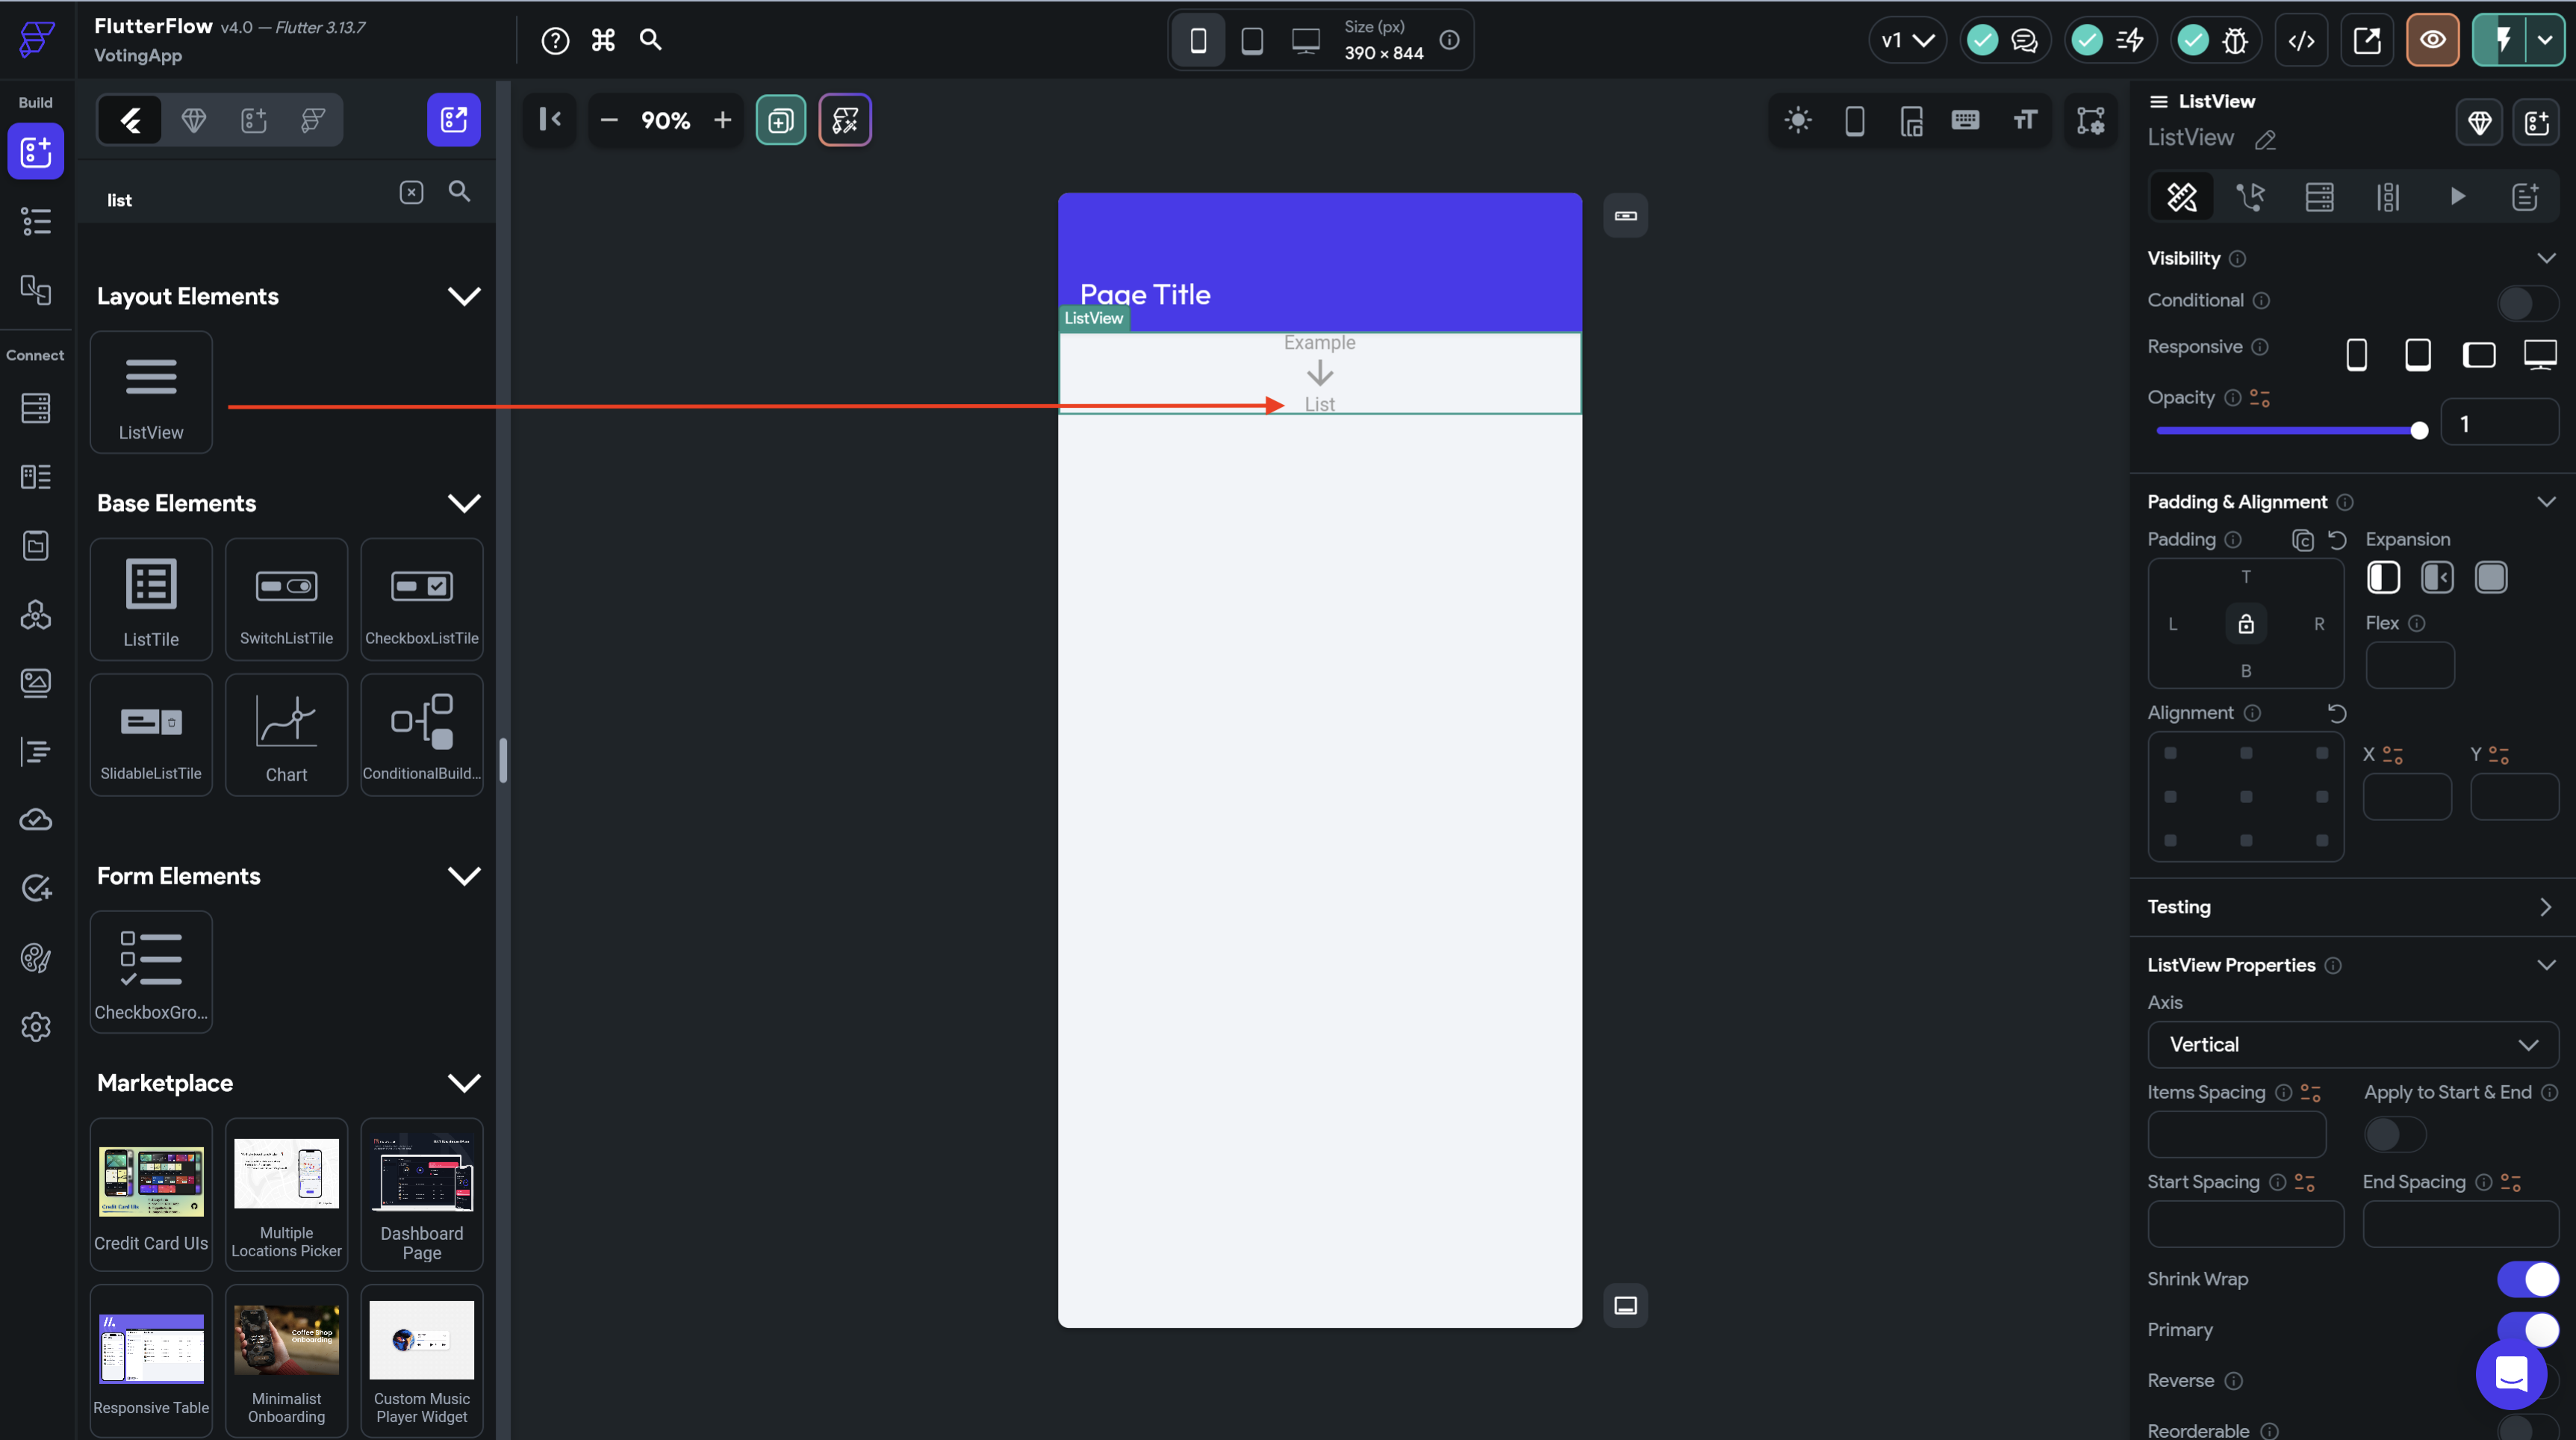 FlutterFlow v4.0 — Flutter 3.13.7
VotingApp
Size (px)
390 × 844
v1
Build
Connect
list
90%
Layout Elements
ListView
Base Elements
ListTile
SwitchListTile
CheckboxListTile
SlidableListTile
Chart
ConditionalBuild...
Form Elements
CheckboxGro...
Marketplace
Credit Card UIs
Multiple
Locations Picker
Dashboard
Page
Responsive Table
Coffee Shop
Onboarding
Minimalist
Onboarding
Custom Music
Player Widget
Page Title
ListView
Example
List
ListView
ListView
Visibility
Conditional
Responsive
Opacity
1
Padding & Alignment
Padding
Expansion
T
L
R
B
Flex
Alignment
X
Y
Testing
ListView Properties
Axis
Vertical
Items Spacing
Apply to Start & End
Start Spacing
End Spacing
Shrink Wrap
Primary
Reverse
Reorderable